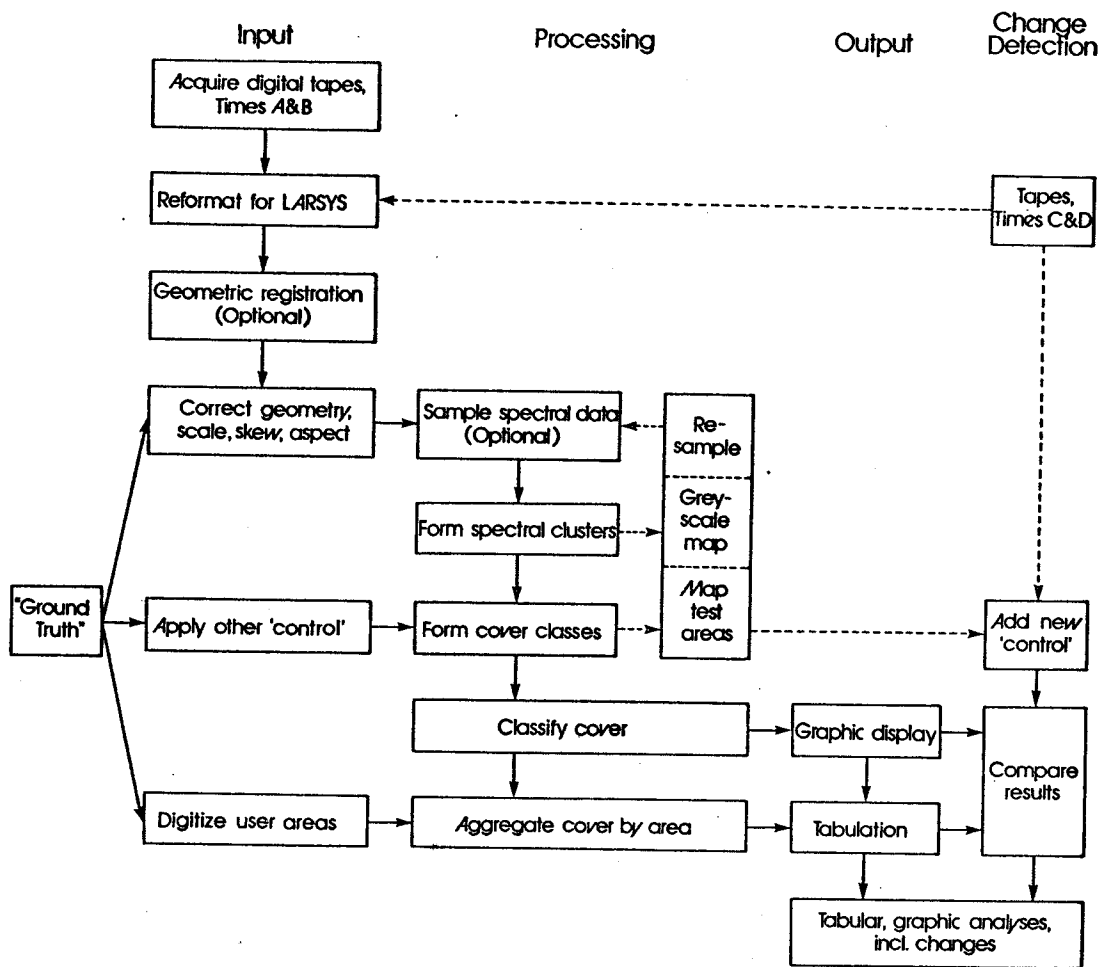 Input
Processing
Output
Change
Detection
Acquire digital tapes,
Times A&B
Reformat for LARSYS
Tapes,
Times C&D
Geometric registration
(Optional)
Correct geometry,
scale, skew, aspect
Sample spectral data
(Optional)
Re-
sample
Form spectral clusters
Grey-
scale
map
"Ground
Truth"
Apply other 'control'
Form cover classes
Map
test
areas
Add new
'control'
Classify cover
Graphic display
Compare
results
Digitize user areas
Aggregate cover by area
Tabulation
Tabular, graphic analyses,
incl. changes